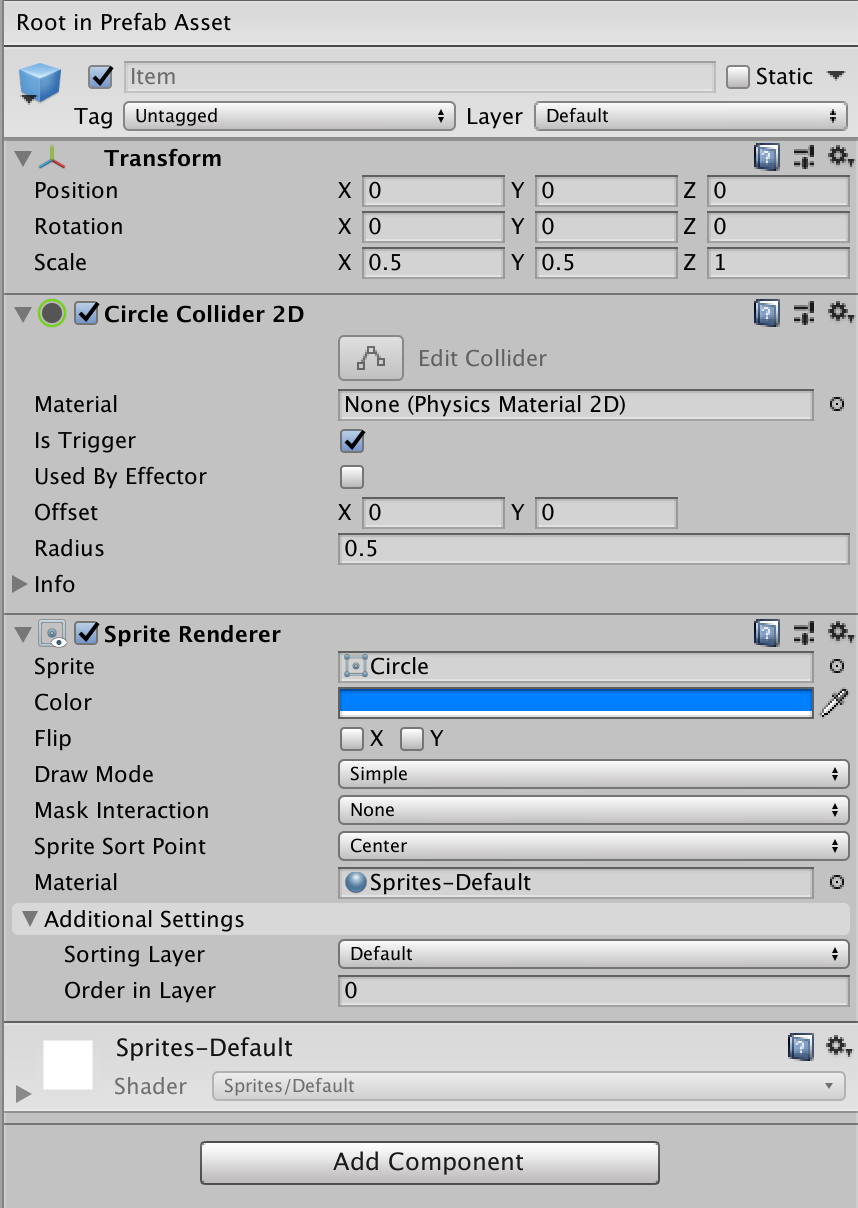 Root in Prefab Asset
Item Static
Tag Untagged Layer Default
Transform
Position X 0 Y 0 Z 0
Rotation X 0 Y 0 Z 0
Scale X 0.5 Y 0.5 Z 1
Circle Collider 2D
Edit Collider
Material None (Physics Material 2D)
Is Trigger
Used By Effector
Offset X 0 Y 0
Radius 0.5
Info
Sprite Renderer
Sprite Circle
Color
Flip X Y
Draw Mode Simple
Mask Interaction None
Sprite Sort Point Center
Material Sprites-Default
Additional Settings
Sorting Layer Default
Order in Layer 0
Sprites-Default
Shader Sprites/Default
Add Component